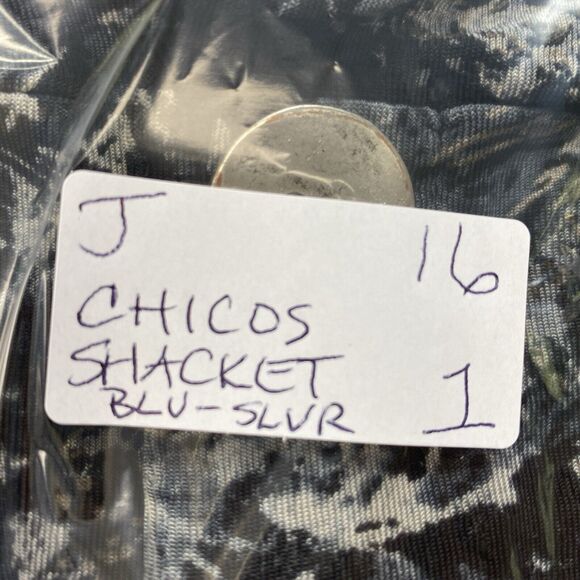 J 16
CHICOS
SHACKET 1
BLU-SLVR